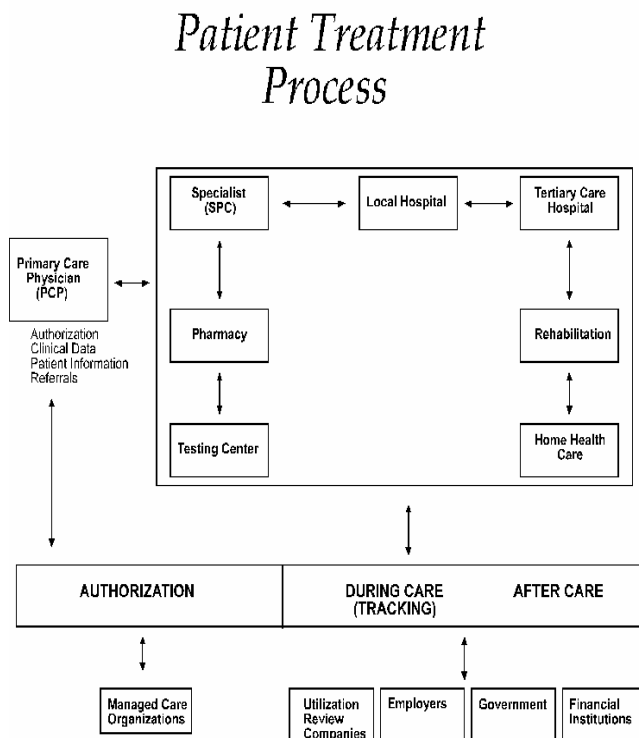 Patient Treatment
Process
Specialist
(SPC)
Local Hospital
Tertiary Care
Hospital
Primary Care
Physician
(PCP)
Authorization
Clinical Data
Patient Information
Referrals
Pharmacy
Rehabilitation
Testing Center
Home Health
Care
AUTHORIZATION
DURING CARE
(TRACKING)
AFTER CARE
Managed Care
Organizations
Utilization
Review
Companies
Employers
Government
Financial
Institutions